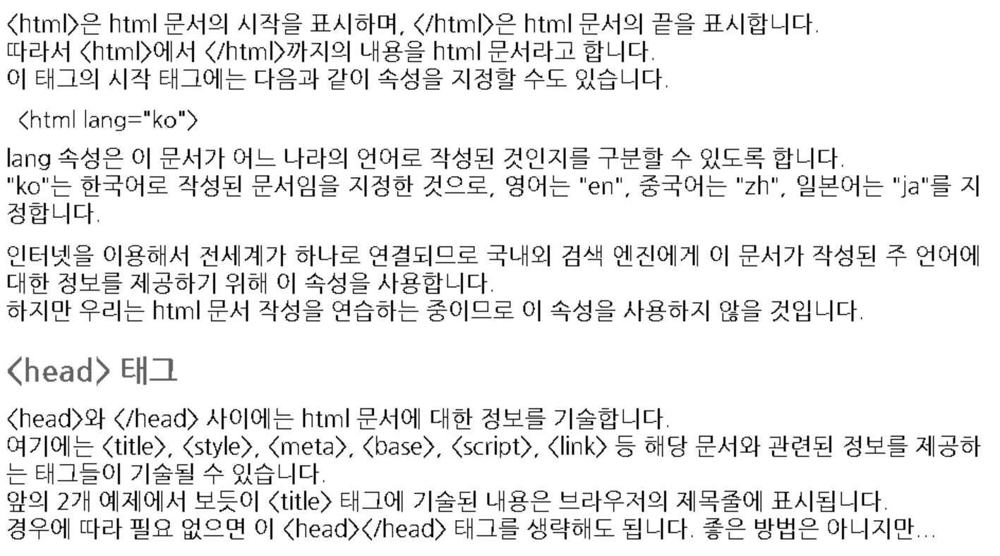 <html>은 html 문서의 시작을 표시하며, </html>은 html 문서의 끝을 표시합니다.
따라서 <html>에서 </html>까지의 내용을 html 문서라고 합니다.
이 태그의 시작 태그에는 다음과 같이 속성을 지정할 수도 있습니다.
<html lang="ko">
lang 속성은 이 문서가 어느 나라의 언어로 작성된 것인지를 구분할 수 있도록 합니다.
"ko"는 한국어로 작성된 문서임을 지정한 것으로, 영어는 "en", 중국어는 "zh", 일본어는 "ja"를 지
정합니다.
인터넷을 이용해서 전세계가 하나로 연결되므로 국내외 검색 엔진에게 이 문서가 작성된 주 언어에
대한 정보를 제공하기 위해 이 속성을 사용합니다.
하지만 우리는 html 문서 작성을 연습하는 중이므로 이 속성을 사용하지 않을 것입니다.
<head> 태그
<head>와 </head> 사이에는 html 문서에 대한 정보를 기술합니다.
여기에는 <title>, <style>, <meta>, <base>, <script>, <link> 등 해당 문서와 관련된 정보를 제공하
는 태그들이 기술될 수 있습니다.
앞의 2개 예제에서 보듯이 <title> 태그에 기술된 내용은 브라우저의 제목줄에 표시됩니다.
경우에 따라 필요 없으면 이 <head></head> 태그를 생략해도 됩니다. 좋은 방법은 아니지만...